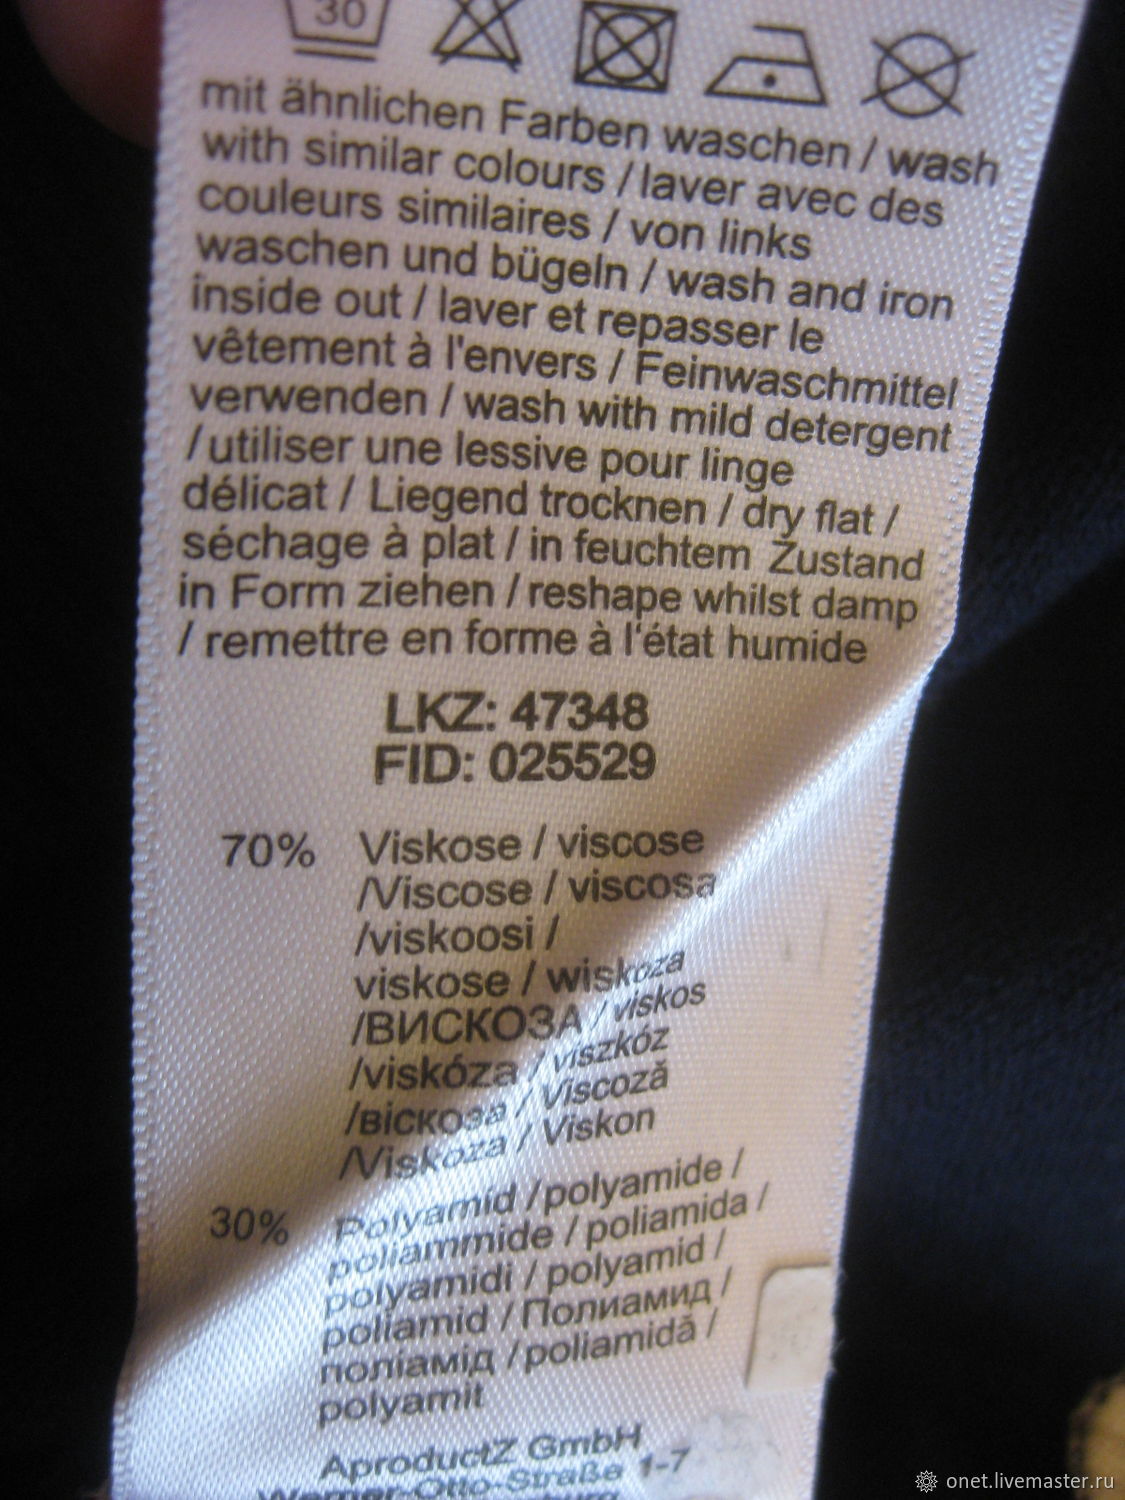 30
mit ähnlichen Farben waschen / wash
with similar colours / laver avec des
couleurs similaires / von links
waschen und bügeln / wash and iron
inside out / laver et repasser le
vêtement à l'envers / Feinwaschmittel
verwenden / wash with mild detergent
/ utiliser une lessive pour linge
délicat / Liegend trocknen / dry flat /
séchage à plat / in feuchtem Zustand
in Form ziehen / reshape whilst damp
/ remettre en forme à l'état humide
LKZ: 47348
FID: 025529
70% Viskose / viscose
/Viscose / viscosa
/viskoosi /
viskose / wiskoza
/ВИСКОЗА / viskos
/viskóza / viszkóz
/віскоза / Viscoză
/Viskoza / Viskon
30% Polyamid / polyamide /
poliammide / poliamida /
polyamidi / polyamid /
poliamid / Полиамид /
поліамід / poliamidă /
polyamit
AproductZ GmbH
Werner-Otto-Straße 1-7
onet.livemaster.ru